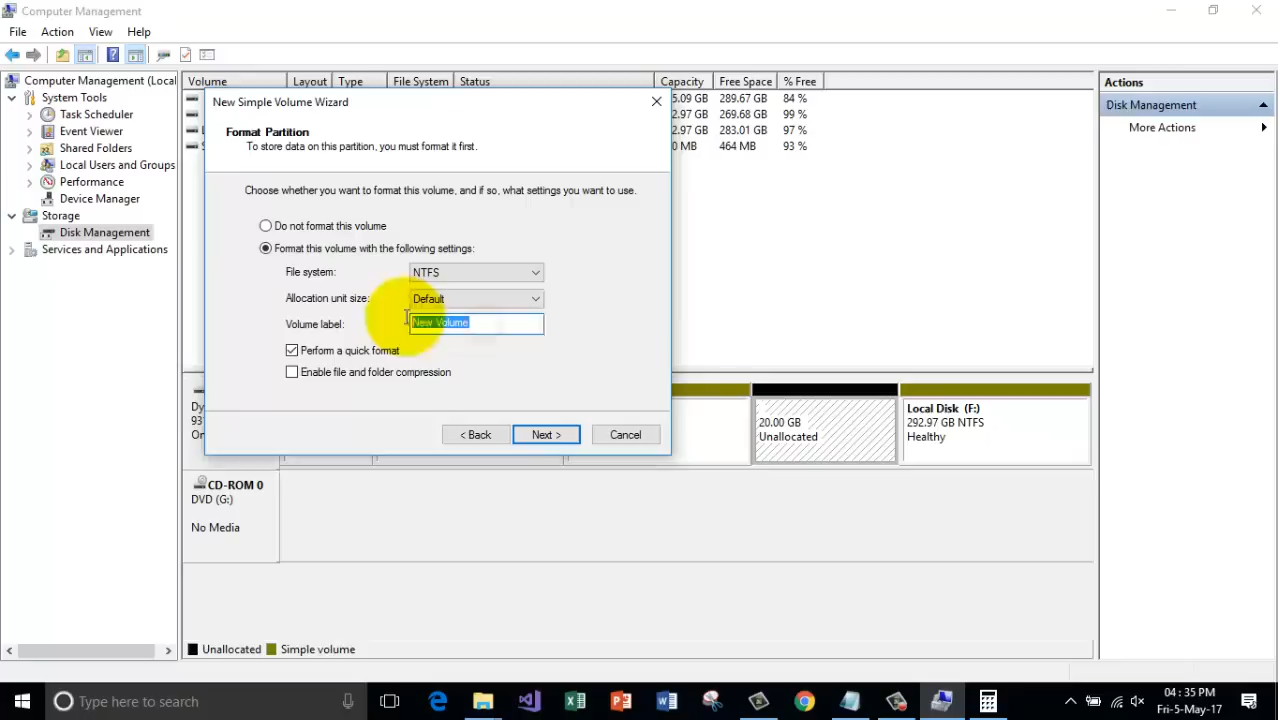 Computer Management
File Action View Help
Computer Management (Local
System Tools
Task Scheduler
Event Viewer
Shared Folders
Local Users and Groups
Performance
Device Manager
Storage
Disk Management
Services and Applications
Volume Layout Type File System Status Capacity Free Space % Free
5.09 GB 289.67 GB 84 %
2.97 GB 269.68 GB 99 %
2.97 GB 283.01 GB 97 %
0 MB 464 MB 93 %
New Simple Volume Wizard
Format Partition
To store data on this partition, you must format it first.
Choose whether you want to format this volume, and if so, what settings you want to use.
Do not format this volume
Format this volume with the following settings:
File system: NTFS
Allocation unit size: Default
Volume label: New Volume
Perform a quick format
Enable file and folder compression
< Back Next > Cancel
Dy
93
On
20.00 GB
Unallocated
Local Disk (F:)
292.97 GB NTFS
Healthy
CD-ROM 0
DVD (G:)
No Media
Unallocated Simple volume
Actions
Disk Management
More Actions
Type here to search
04 : 35 PM
Fri-5-May-17